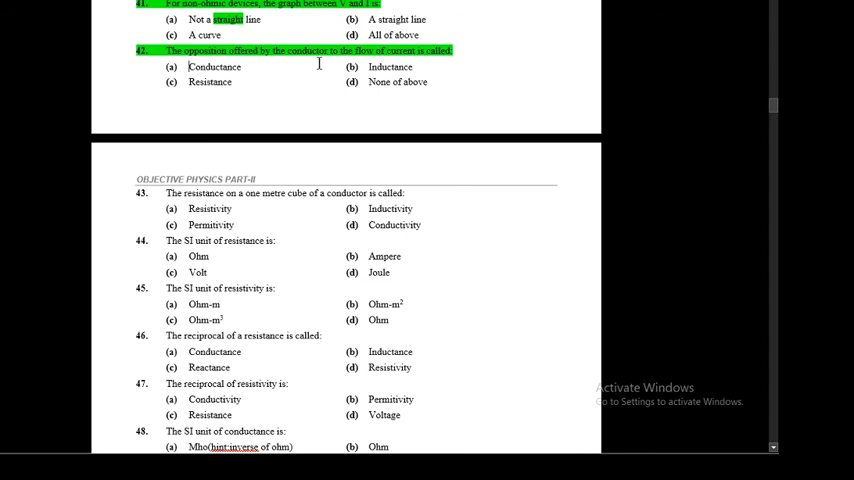 41. For non-ohmic devices, the graph between V and I is:
(a) Not a straight line (b) A straight line
(c) A curve (d) All of above
42. The opposition offered by the conductor to the flow of current is called:
(a) Conductance (b) Inductance
(c) Resistance (d) None of above
OBJECTIVE PHYSICS PART-II
43. The resistance on a one metre cube of a conductor is called:
(a) Resistivity (b) Inductivity
(c) Permitivity (d) Conductivity
44. The SI unit of resistance is:
(a) Ohm (b) Ampere
(c) Volt (d) Joule
45. The SI unit of resistivity is:
(a) Ohm-m (b) Ohm-m²
(c) Ohm-m³ (d) Ohm
46. The reciprocal of a resistance is called:
(a) Conductance (b) Inductance
(c) Reactance (d) Resistivity
47. The reciprocal of resistivity is:
(a) Conductivity (b) Permitivity
(c) Resistance (d) Voltage
48. The SI unit of conductance is:
(a) Mho(hint:inverse of ohm) (b) Ohm
Activate Windows
Go to Settings to activate Windows.